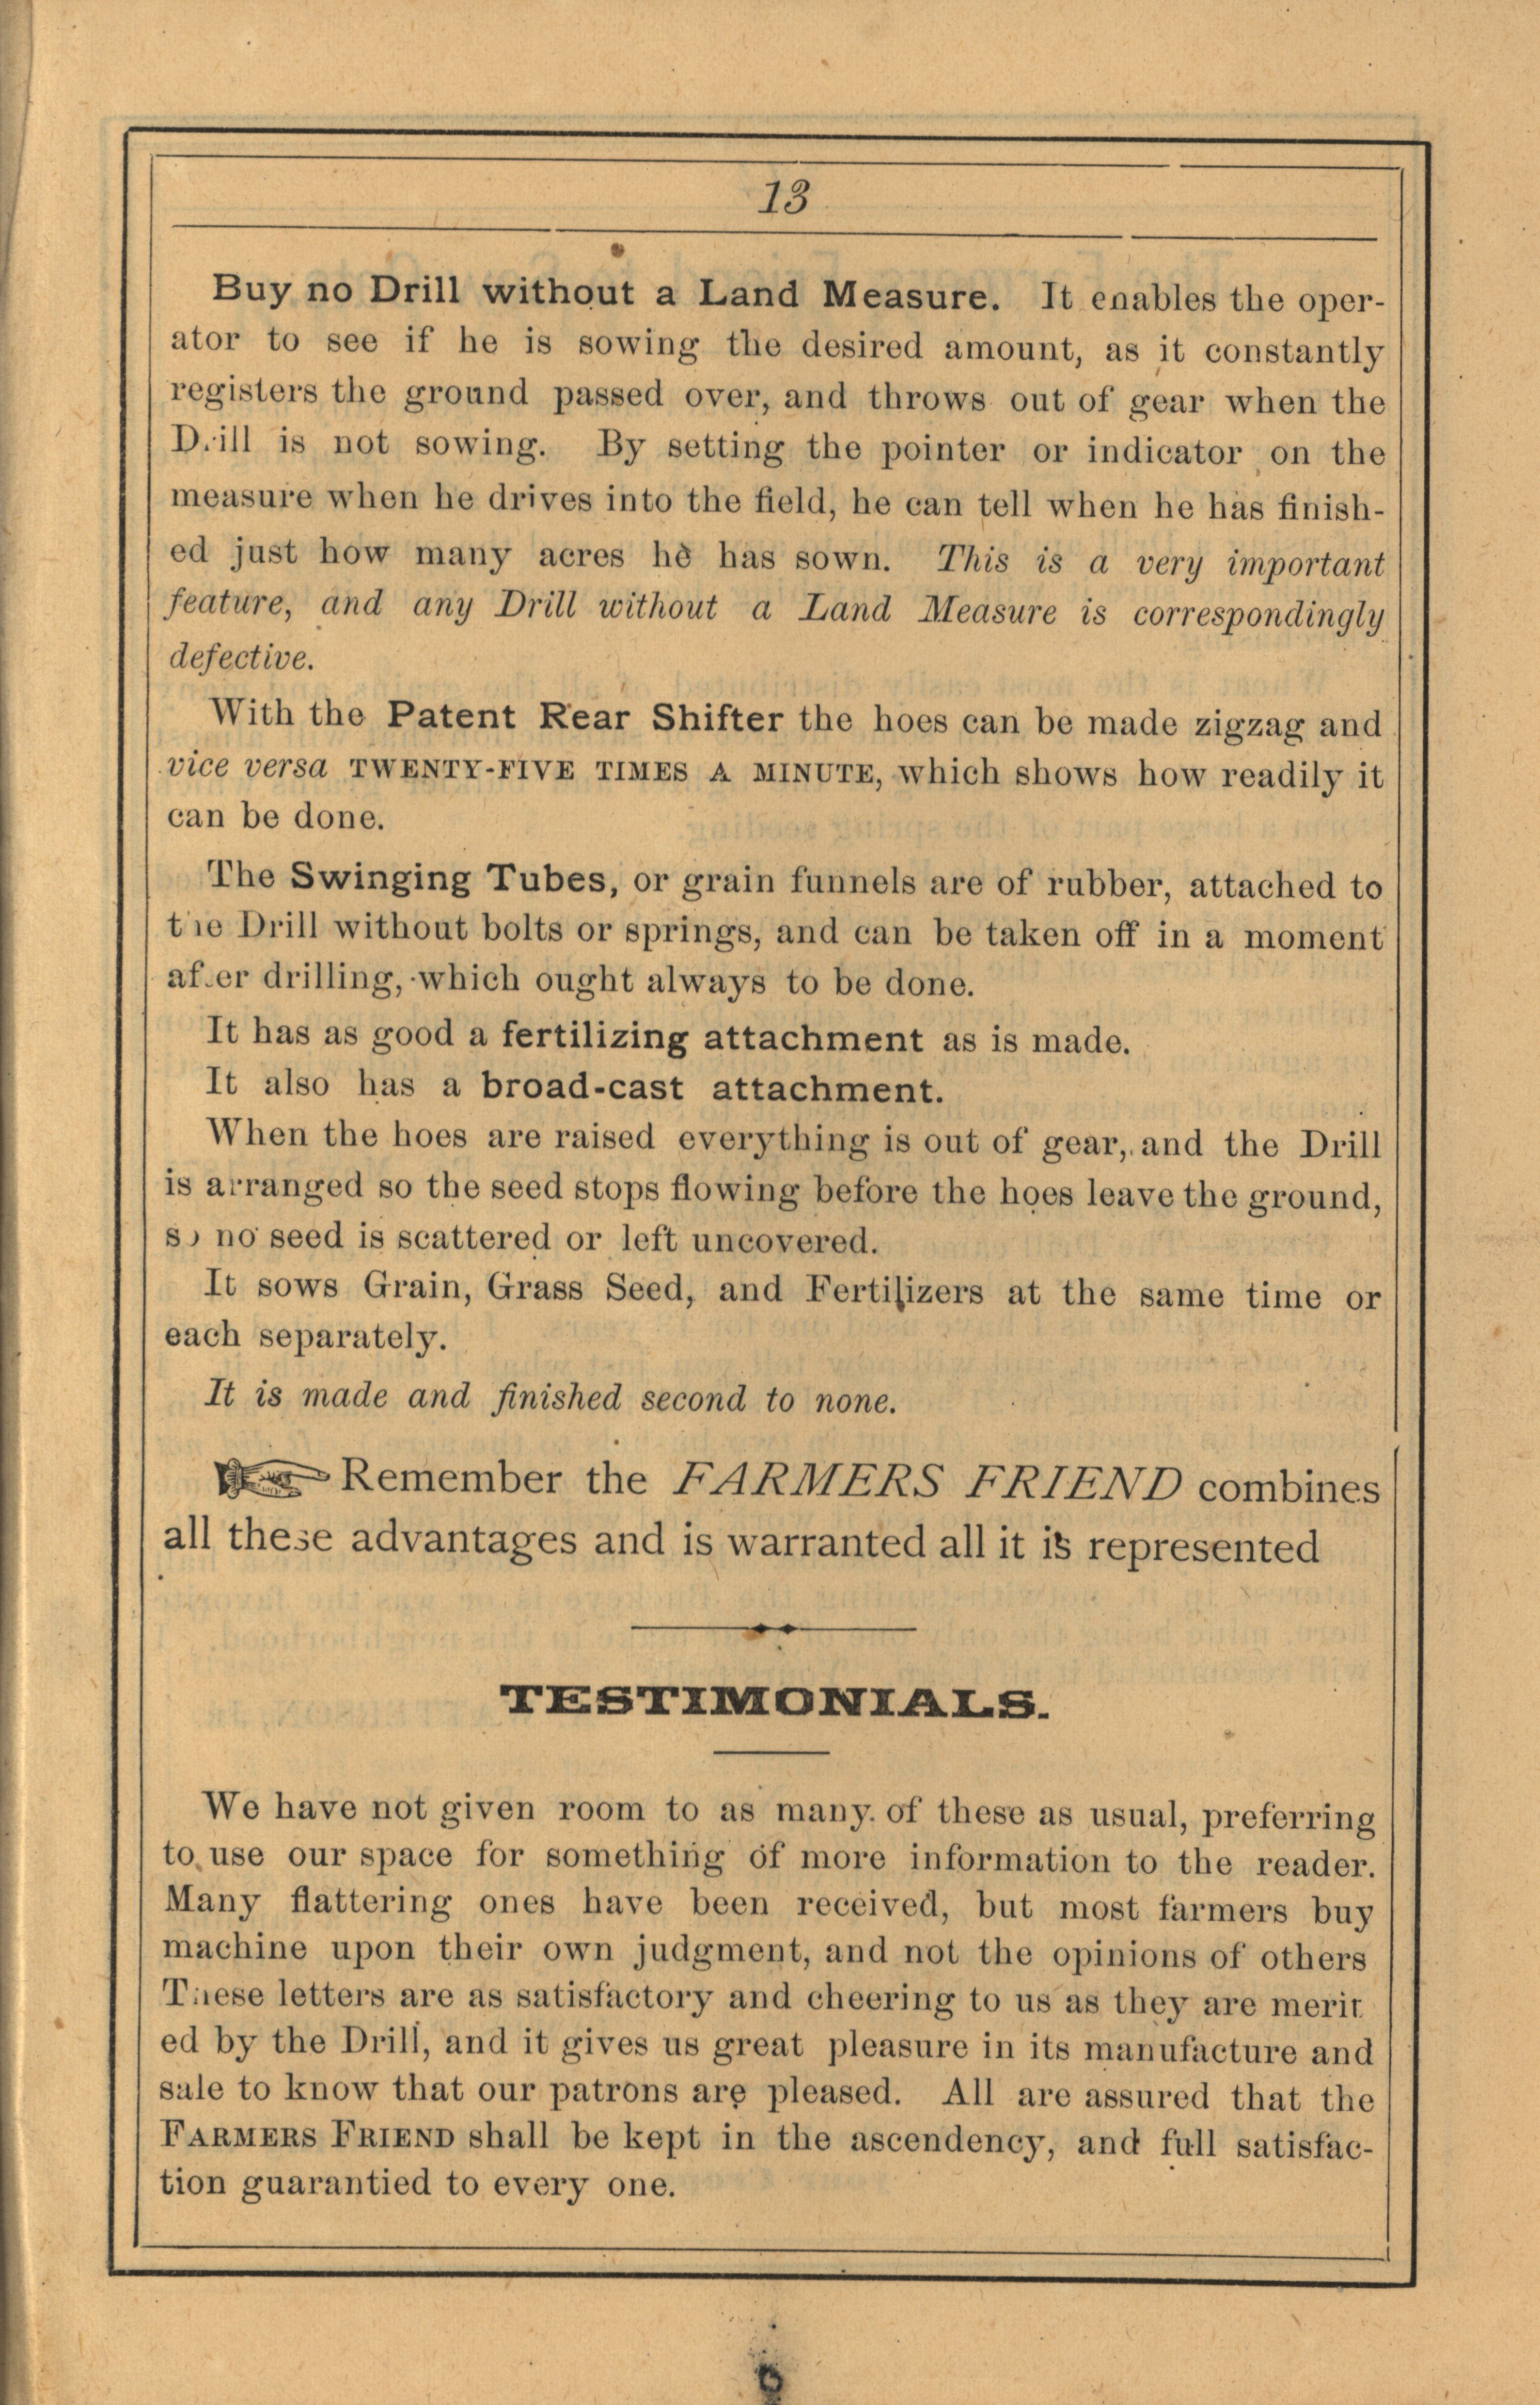 13
Buy no Drill without a Land Measure. It enables the oper-
ator to see if he is sowing the desired amount, as it constantly
registers the ground passed over, and throws out of gear when the
Drill is not sowing. By setting the pointer or indicator on the
measure when he drives into the field, he can tell when he has finish-
ed just how many acres he has sown. This is a very important
feature, and any Drill without a Land Measure is correspondingly
defective.
With the Patent Rear Shifter the hoes can be made zigzag and
vice versa TWENTY-FIVE TIMES A MINUTE, which shows how readily it
can be done.
The Swinging Tubes, or grain funnels are of rubber, attached to
the Drill without bolts or springs, and can be taken off in a moment
after drilling, which ought always to be done.
It has as good a fertilizing attachment as is made.
It also has a broad-cast attachment.
When the hoes are raised everything is out of gear, and the Drill
is arranged so the seed stops flowing before the hoes leave the ground,
so no seed is scattered or left uncovered.
It sows Grain, Grass Seed, and Fertilizers at the same time or
each separately.
It is made and finished second to none.
☞ Remember the FARMERS FRIEND combines
all these advantages and is warranted all it is represented
TESTIMONIALS.
We have not given room to as many of these as usual, preferring
to use our space for something of more information to the reader.
Many flattering ones have been received, but most farmers buy
machine upon their own judgment, and not the opinions of others
These letters are as satisfactory and cheering to us as they are merit
ed by the Drill, and it gives us great pleasure in its manufacture and
sale to know that our patrons are pleased. All are assured that the
FARMERS FRIEND shall be kept in the ascendency, and full satisfac-
tion guarantied to every one.